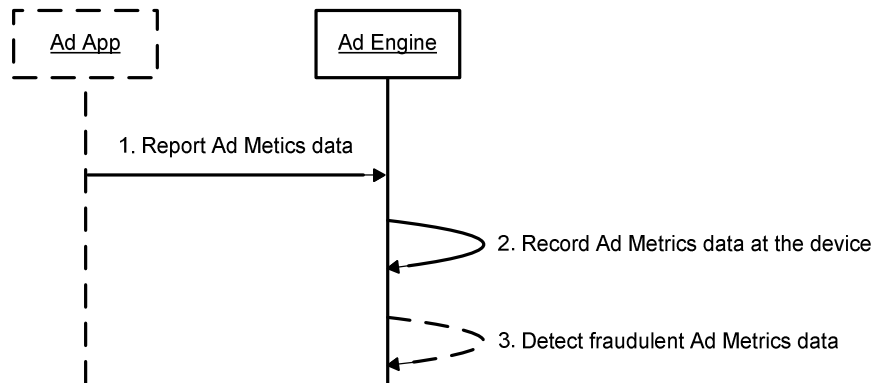 Ad App
Ad Engine
1. Report Ad Metics data
2. Record Ad Metrics data at the device
3. Detect fraudulent Ad Metrics data